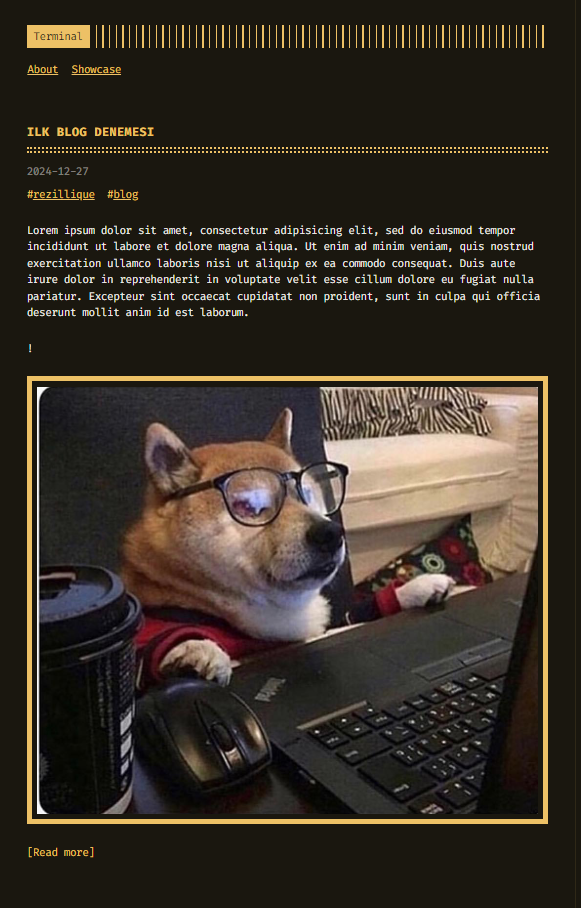 Terminal
About Showcase
ILK BLOG DENEMESI
2024-12-27
#rezillique #blog
Lorem ipsum dolor sit amet, consectetur adipisicing elit, sed do eiusmod tempor
incididunt ut labore et dolore magna aliqua. Ut enim ad minim veniam, quis nostrud
exercitation ullamco laboris nisi ut aliquip ex ea commodo consequat. Duis aute
irure dolor in reprehenderit in voluptate velit esse cillum dolore eu fugiat nulla
pariatur. Excepteur sint occaecat cupidatat non proident, sunt in culpa qui officia
deserunt mollit anim id est laborum.
!
[Read more]